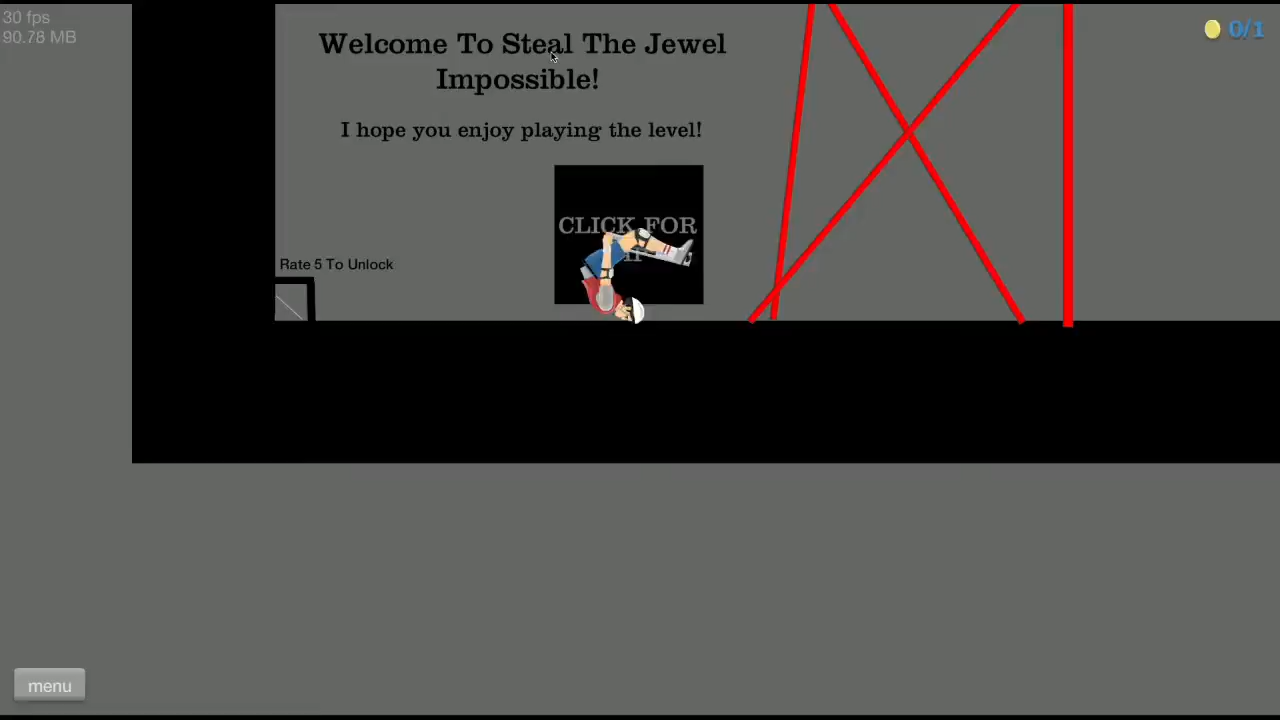 30 fps
90.78 MB
0/1
Welcome To Steal The Jewel
Impossible!
I hope you enjoy playing the level!
CLICK FOR
Rate 5 To Unlock
menu